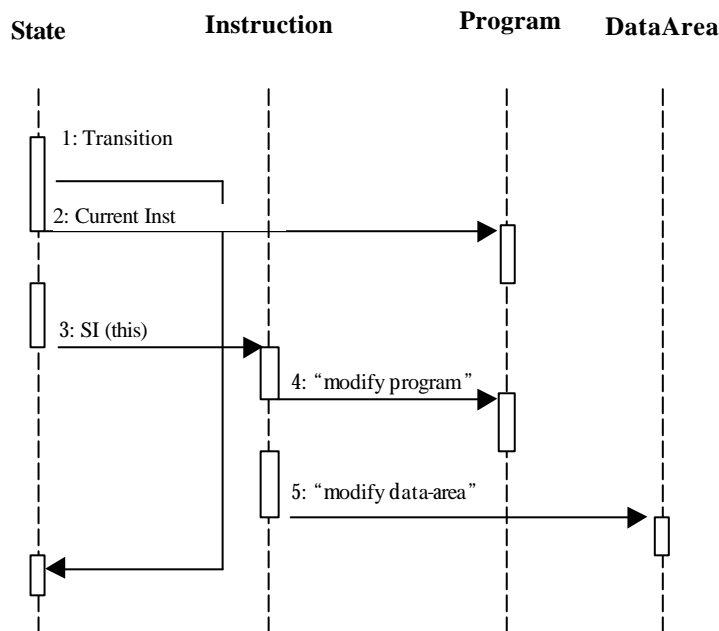 State
Instruction
Program
DataArea
1: Transition
2: Current Inst
3: SI (this)
4: “modify program”
5: “modify data-area”